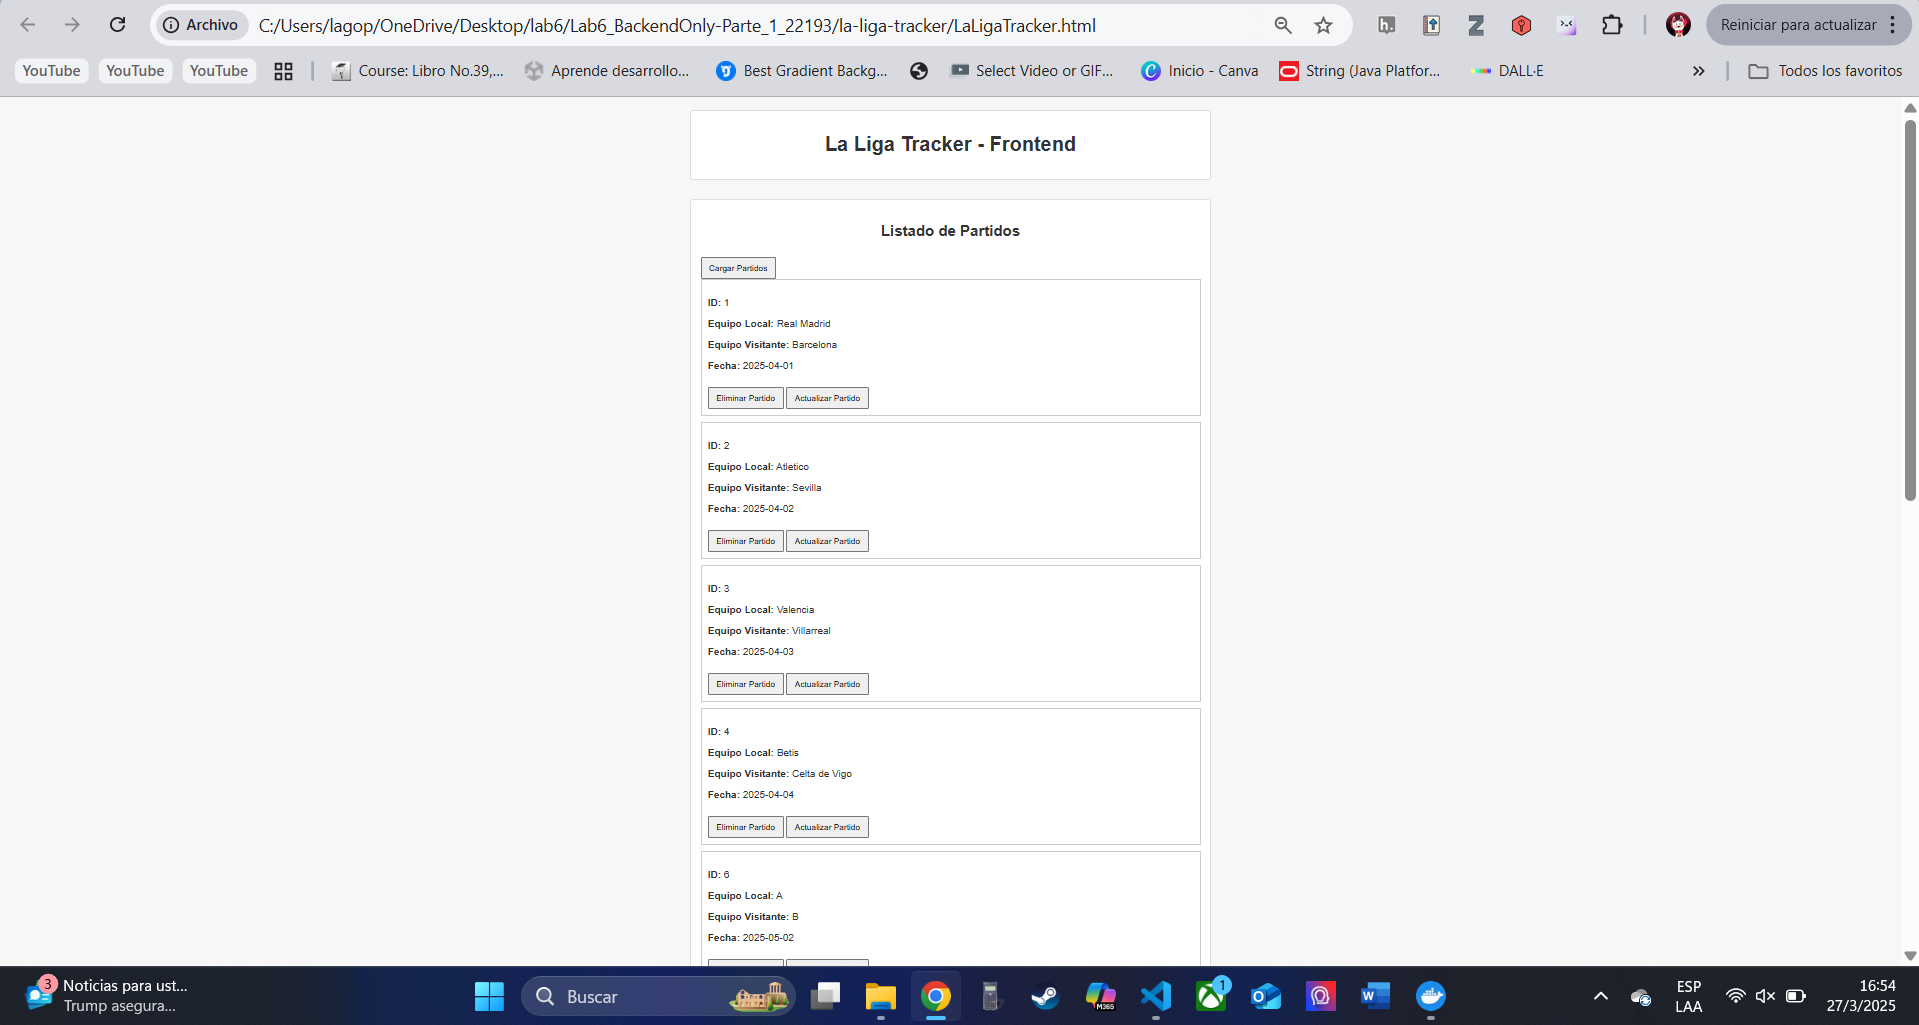 Archivo
C:/Users/lagop/OneDrive/Desktop/lab6/Lab6_BackendOnly-Parte_1_22193/la-liga-tracker/LaLigaTracker.html
Reiniciar para actualizar
YouTube
YouTube
YouTube
Course: Libro No.39,...
Aprende desarrollo...
Best Gradient Backg...
Select Video or GIF...
Inicio - Canva
String (Java Platfor...
DALL·E
Todos los favoritos
La Liga Tracker - Frontend
Listado de Partidos
Cargar Partidos
ID: 1
Equipo Local: Real Madrid
Equipo Visitante: Barcelona
Fecha: 2025-04-01
Eliminar Partido
Actualizar Partido
ID: 2
Equipo Local: Atletico
Equipo Visitante: Sevilla
Fecha: 2025-04-02
Eliminar Partido
Actualizar Partido
ID: 3
Equipo Local: Valencia
Equipo Visitante: Villarreal
Fecha: 2025-04-03
Eliminar Partido
Actualizar Partido
ID: 4
Equipo Local: Betis
Equipo Visitante: Celta de Vigo
Fecha: 2025-04-04
Eliminar Partido
Actualizar Partido
ID: 6
Equipo Local: A
Equipo Visitante: B
Fecha: 2025-05-02
3
Noticias para ust...
Trump asegura...
Buscar
M365
1
ESP
LAA
16:54
27/3/2025